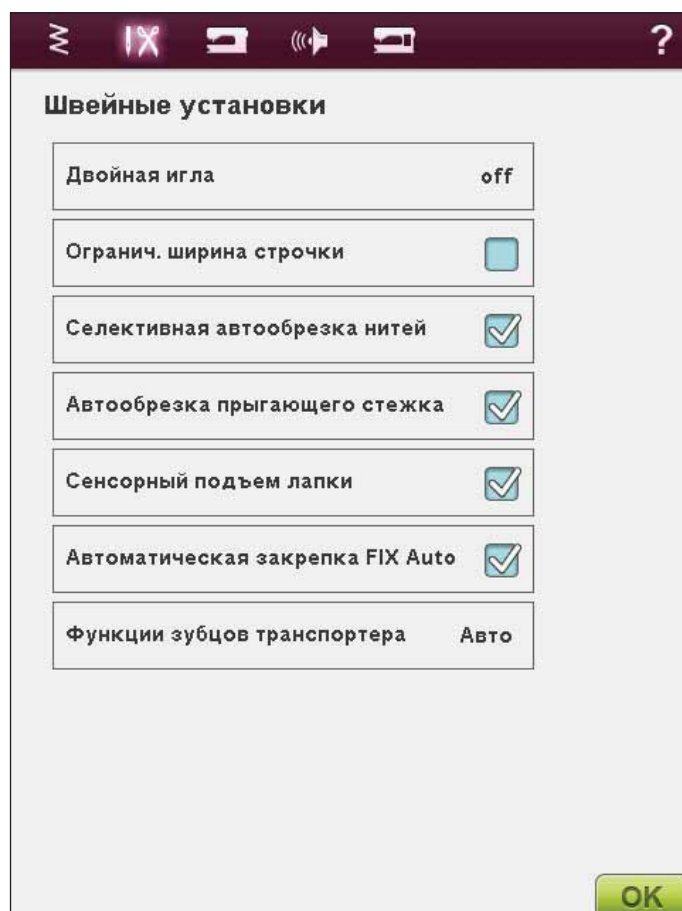 ?
Швейные установки
Двойная игла off
Огранич. ширина строчки
Селективная автообрезка нитей
Автообрезка прыгающего стежка
Сенсорный подъем лапки
Автоматическая закрепка FIX Auto
Функции зубцов транспортера Авто
OK